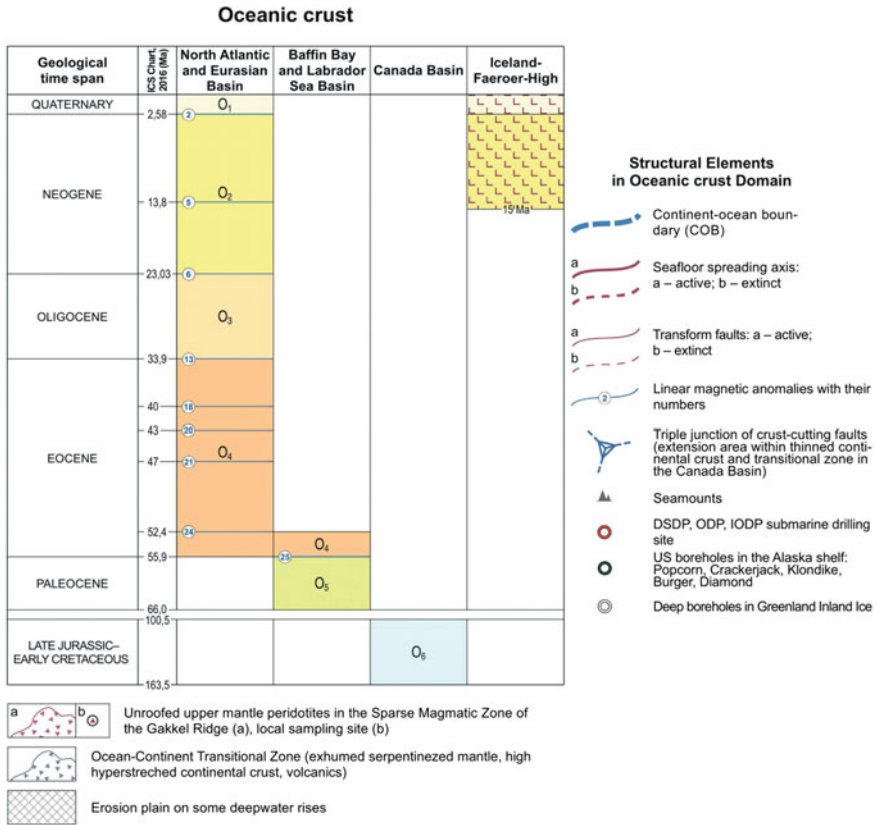 Oceanic crust
Geological
time span
ICS Chart,
2016 (Ma)
North Atlantic
and Eurasian
Basin
Baffin Bay
and Labrador
Sea Basin
Canada Basin
Iceland-
Faeroer-High
QUATERNARY
O1
2,58
2
NEOGENE
O2
13,8
5
15 Ma
23,03
6
OLIGOCENE
O3
33,9
13
40
18
43
20
EOCENE
O4
47
21
52,4
24
O4
55,9
25
PALEOCENE
O5
66,0
100,5
LATE JURASSIC–
EARLY CRETACEOUS
O6
163,5
Structural Elements
in Oceanic crust Domain
Continent-ocean boun-
dary (COB)
a
b
Seafloor spreading axis:
a – active; b – extinct
a
b
Transform faults: a – active;
b – extinct
2
Linear magnetic anomalies with their
numbers
Triple junction of crust-cutting faults
(extension area within thinned conti-
nental crust and transitional zone in
the Canada Basin)
Seamounts
DSDP, ODP, IODP submarine drilling
site
US boreholes in the Alaska shelf:
Popcorn, Crackerjack, Klondike,
Burger, Diamond
Deep boreholes in Greenland Inland Ice
a
b
Unroofed upper mantle peridotites in the Sparse Magmatic Zone of
the Gakkel Ridge (a), local sampling site (b)
Ocean-Continent Transitional Zone (exhumed serpentinezed mantle, high
hyperstreched continental crust, volcanics)
Erosion plain on some deepwater rises